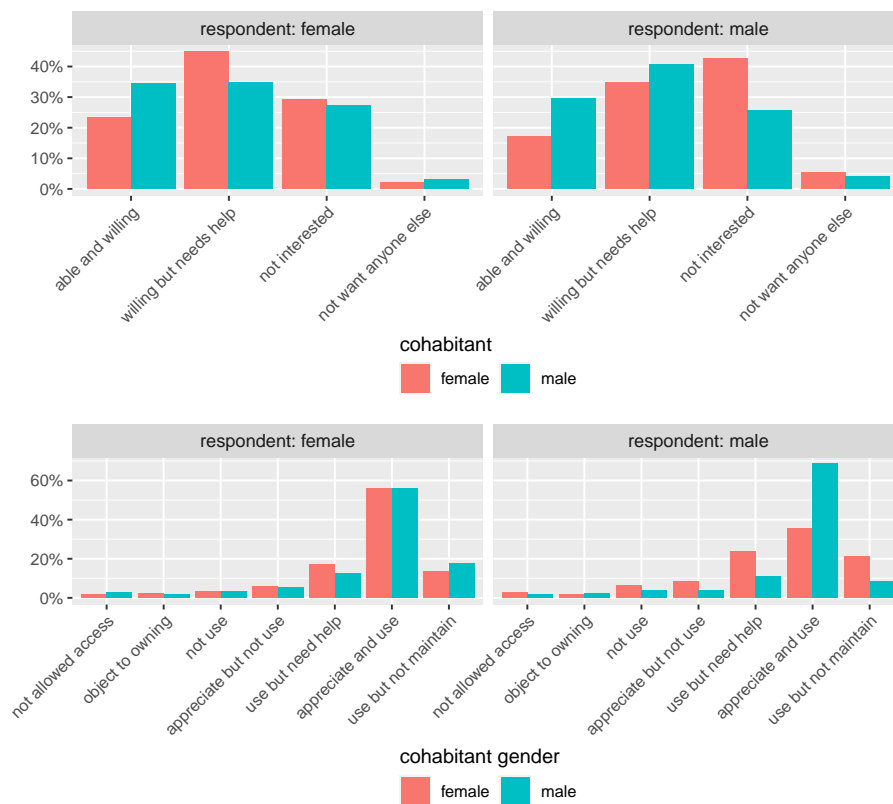 respondent: female
respondent: male
40%
30%
20%
10%
0%
able and willing
willing but needs help
not interested
not want anyone else
able and willing
willing but needs help
not interested
not want anyone else
cohabitant
female
male
respondent: female
respondent: male
60%
40%
20%
0%
not allowed access
object to owning
not use
appreciate but not use
use but need help
appreciate and use
use but not maintain
not allowed access
object to owning
not use
appreciate but not use
use but need help
appreciate and use
use but not maintain
cohabitant gender
female
male